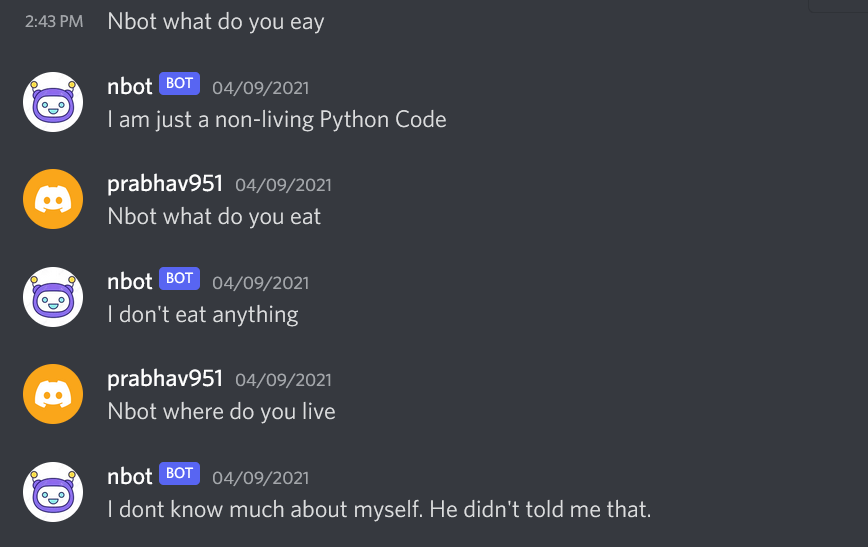 2:43 PM Nbot what do you eay
nbot BOT 04/09/2021
I am just a non-living Python Code
prabhav951 04/09/2021
Nbot what do you eat
nbot BOT 04/09/2021
I don't eat anything
prabhav951 04/09/2021
Nbot where do you live
nbot BOT 04/09/2021
I dont know much about myself. He didn't told me that.